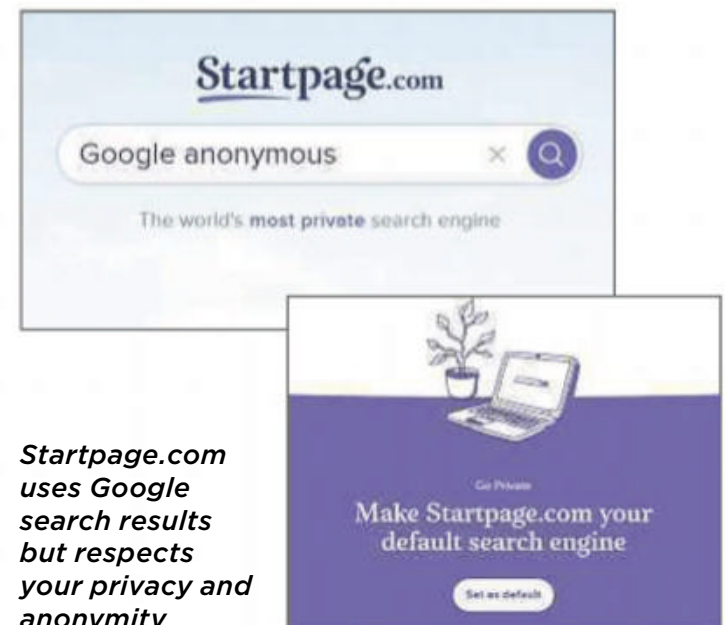 Startpage.com
Google anonymous
The world's most private search engine
Go Private
Make Startpage.com your
default search engine
Set as default
Startpage.com
uses Google
search results
but respects
your privacy and
anonymity